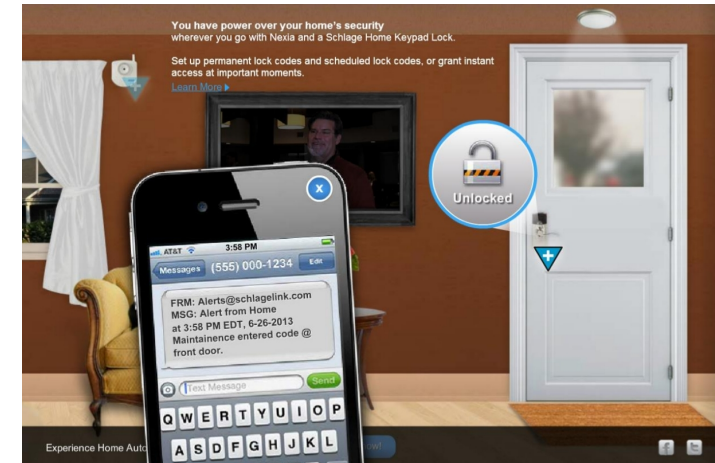 You have power over your home's security
wherever you go with Nexia and a Schlage Home Keypad Lock.
Set up permanent lock codes and scheduled lock codes, or grant instant
access at important moments.
Learn More
Unlocked
X
AT&T 3:58 PM
Messages (555) 000-1234 Edit
FRM: Alerts@schlagelink.com
MSG: Alert from Home
at 3:58 PM EDT, 6-26-2013
Maintainence entered code @
front door.
Text Message Send
Q W E R T Y U I O P
A S D F G H J K L
Experience Home Auto
f t